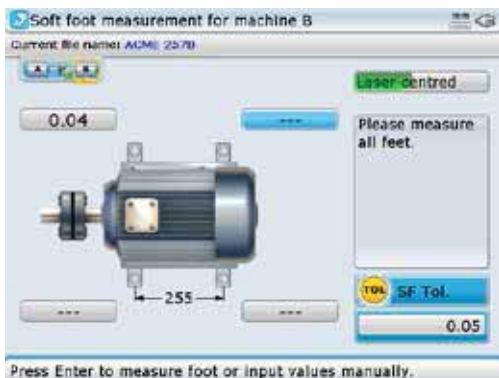 Soft foot measurement for machine B
Current file name: ACME 2570
A B
Laser centred
0.04
---
Please measure
all feet.
255
---
---
TOL
SF Tol.
0.05
Press Enter to measure foot or input values manually.